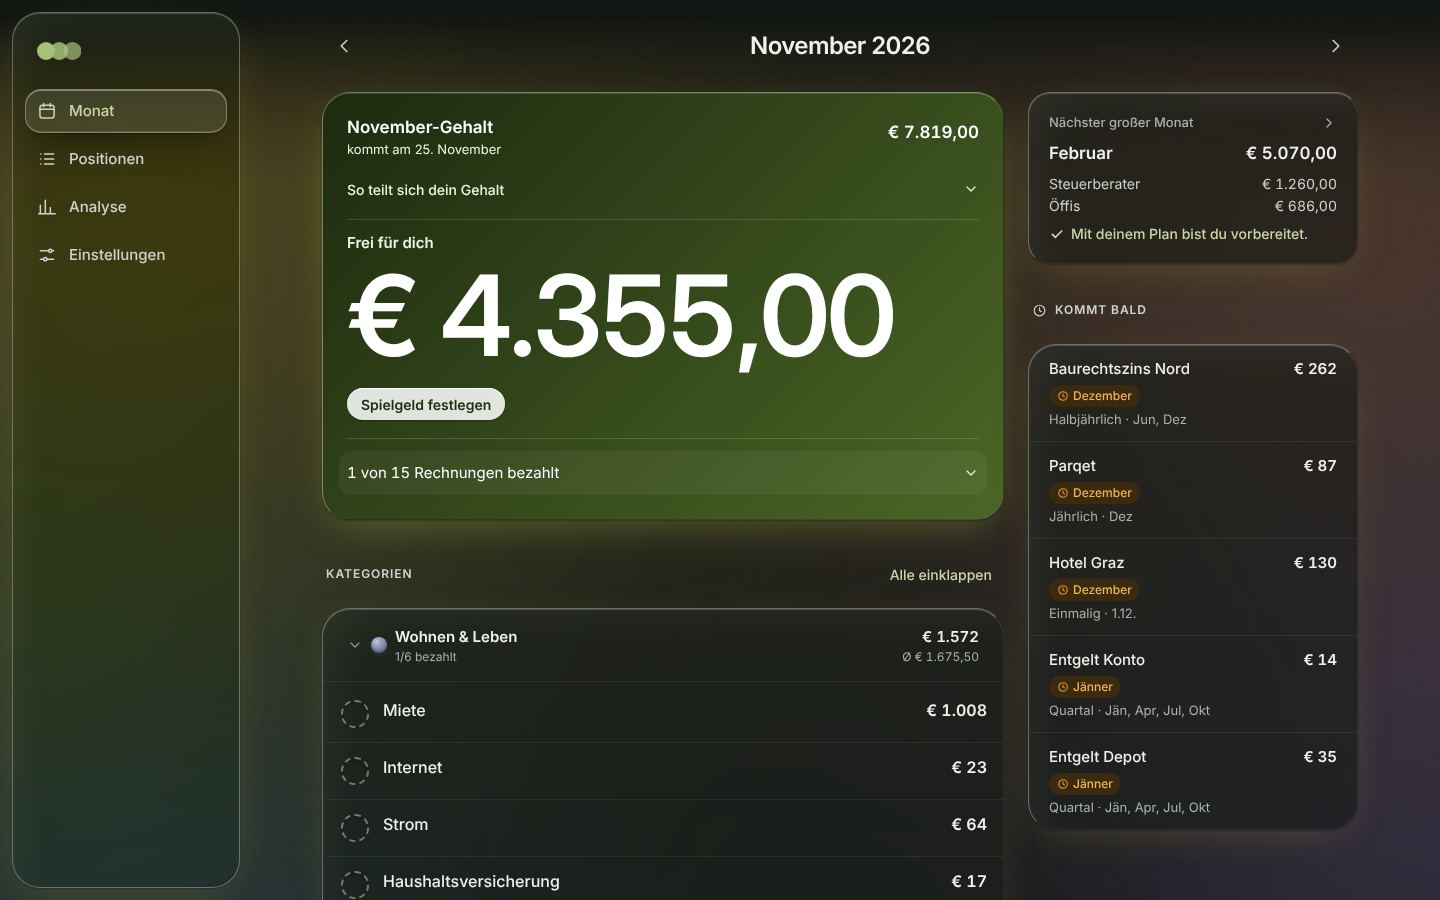 Monat
Positionen
Analyse
Einstellungen
November 2026
November-Gehalt
€ 7.819,00
kommt am 25. November
So teilt sich dein Gehalt
Frei für dich
€ 4.355,00
Spielgeld festlegen
1 von 15 Rechnungen bezahlt
KATEGORIEN
Alle einklappen
Wohnen & Leben
€ 1.572
1/6 bezahlt
Ø € 1.675,50
Miete
€ 1.008
Internet
€ 23
Strom
€ 64
Haushaltsversicherung
€ 17
Nächster großer Monat
Februar
€ 5.070,00
Steuerberater
€ 1.260,00
Öffis
€ 686,00
Mit deinem Plan bist du vorbereitet.
KOMMT BALD
Baurechtszins Nord
€ 262
Dezember
Halbjährlich · Jun, Dez
Parqet
€ 87
Dezember
Jährlich · Dez
Hotel Graz
€ 130
Dezember
Einmalig · 1.12.
Entgelt Konto
€ 14
Jänner
Quartal · Jän, Apr, Jul, Okt
Entgelt Depot
€ 35
Jänner
Quartal · Jän, Apr, Jul, Okt